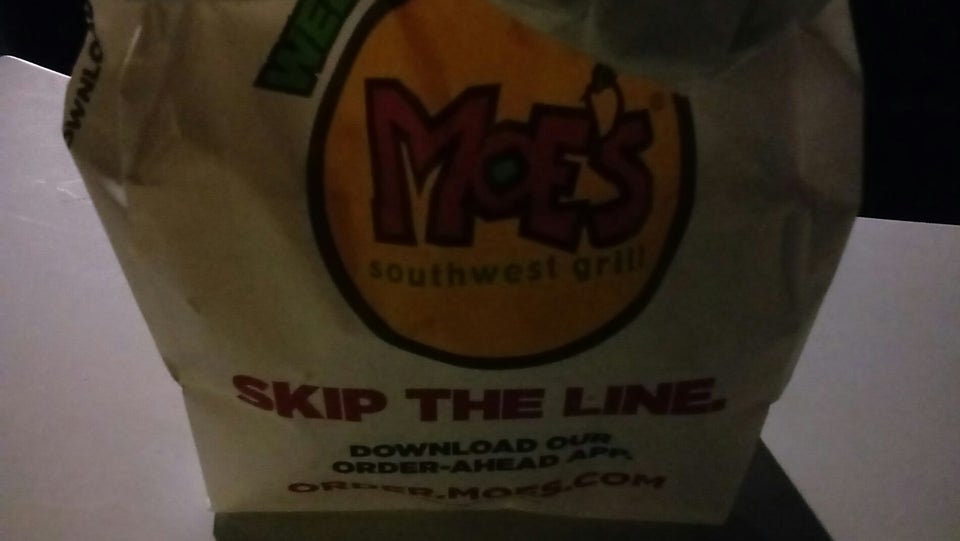 MOE'S
southwest grill
SKIP THE LINE.
DOWNLOAD OUR
ORDER-AHEAD APP.
ORDER.MOES.COM